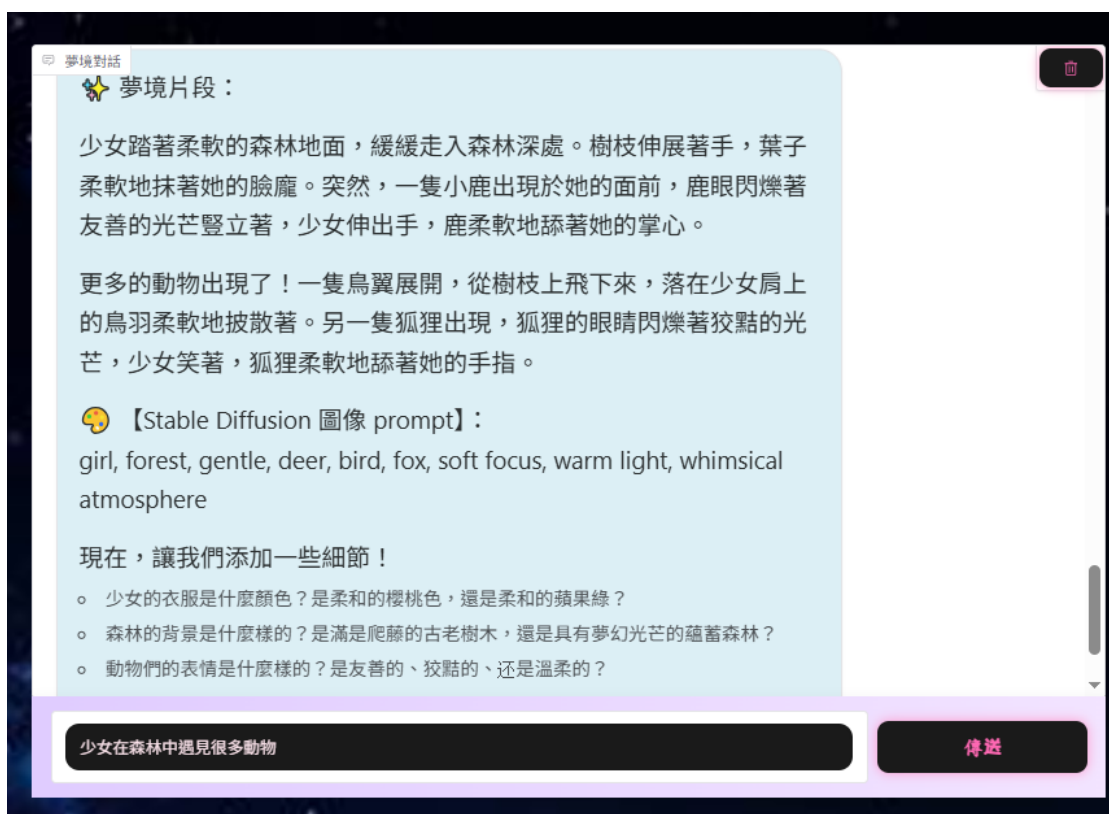 夢境對話
✨ 夢境片段：
少女踏著柔軟的森林地面，緩緩走入森林深處。樹枝伸展著手，葉子
柔軟地抹著她的臉龐。突然，一隻小鹿出現於她的面前，鹿眼閃爍著
友善的光芒豎立著，少女伸出手，鹿柔軟地舔著她的掌心。
更多的動物出現了！一隻鳥翼展開，從樹枝上飛下來，落在少女肩上
的鳥羽柔軟地披散著。另一隻狐狸出現，狐狸的眼睛閃爍著狡黠的光
芒，少女笑著，狐狸柔軟地舔著她的手指。
🎨 【Stable Diffusion 圖像 prompt】：
girl, forest, gentle, deer, bird, fox, soft focus, warm light, whimsical
atmosphere
現在，讓我們添加一些細節！
少女的衣服是什麼顏色？是柔和的櫻桃色，還是柔和的蘋果綠？
森林的背景是什麼樣的？是滿是爬藤的古老樹木，還是具有夢幻光芒的蘊蓄森林？
動物們的表情是什麼樣的？是友善的、狡黠的、还是溫柔的？
少女在森林中遇見很多動物
傳送